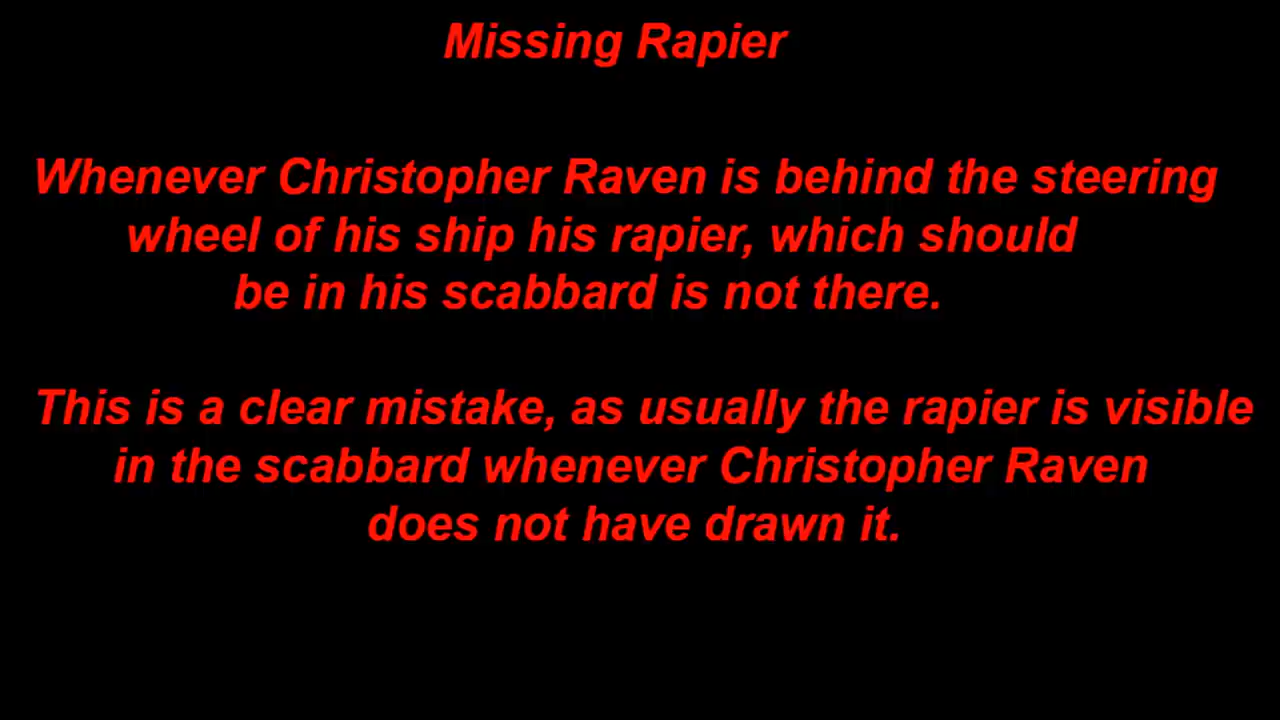 Missing Rapier
Whenever Christopher Raven is behind the steering
wheel of his ship his rapier, which should
be in his scabbard is not there.
This is a clear mistake, as usually the rapier is visible
in the scabbard whenever Christopher Raven
does not have drawn it.